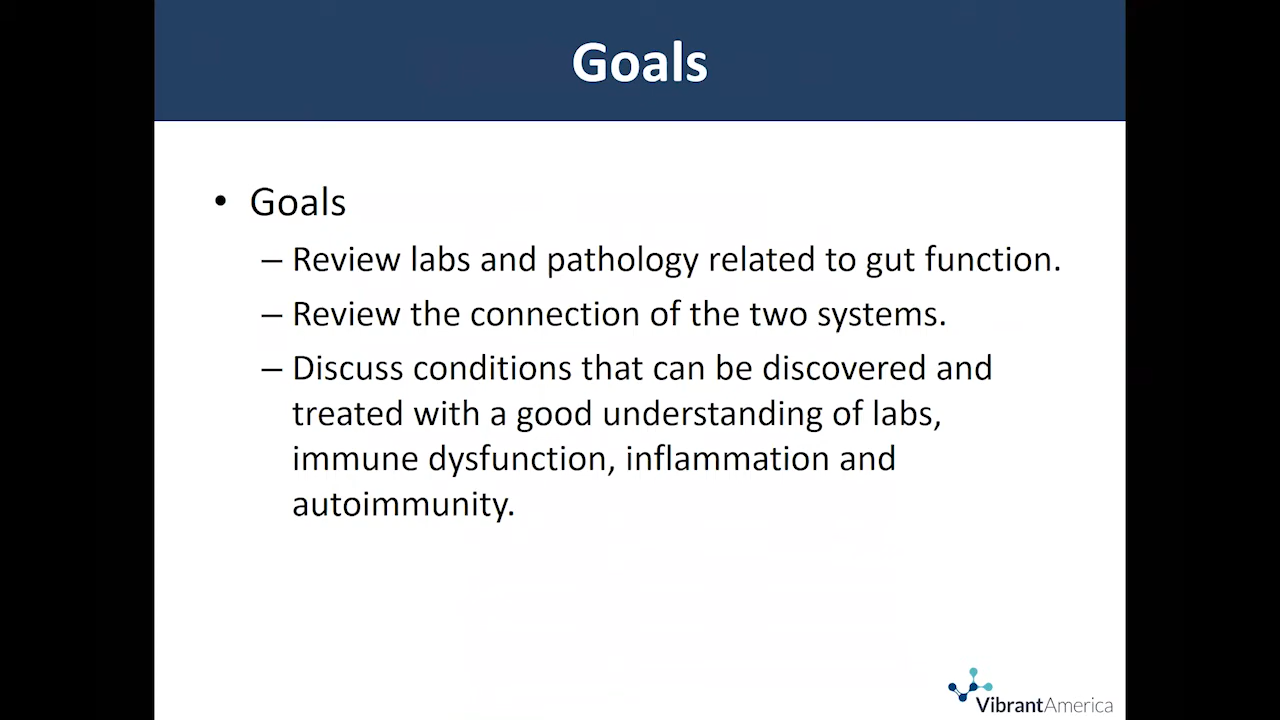 Goals
• Goals
– Review labs and pathology related to gut function.
– Review the connection of the two systems.
– Discuss conditions that can be discovered and
treated with a good understanding of labs,
immune dysfunction, inflammation and
autoimmunity.
VibrantAmerica